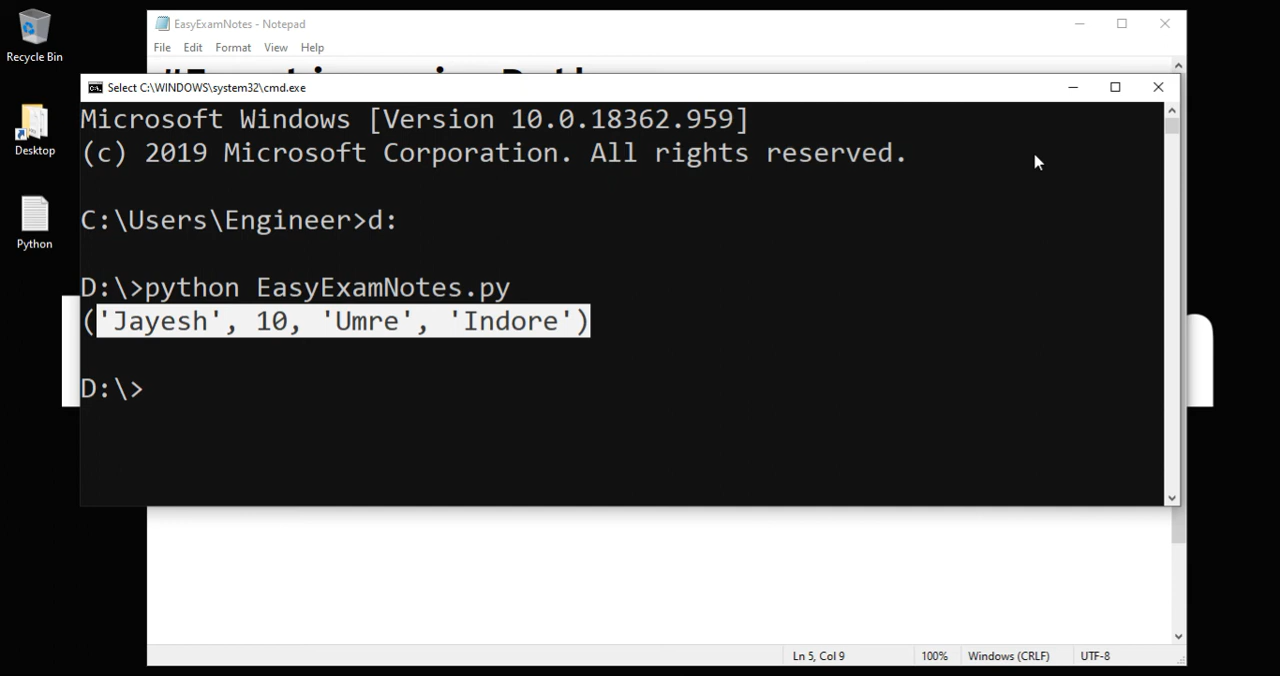 Recycle Bin
Desktop
Python
EasyExamNotes - Notepad
File Edit Format View Help
Select C:\WINDOWS\system32\cmd.exe
Microsoft Windows [Version 10.0.18362.959]
(c) 2019 Microsoft Corporation. All rights reserved.
C:\Users\Engineer>d:
D:\>python EasyExamNotes.py
('Jayesh', 10, 'Umre', 'Indore')
D:\>
Ln 5, Col 9 100% Windows (CRLF) UTF-8